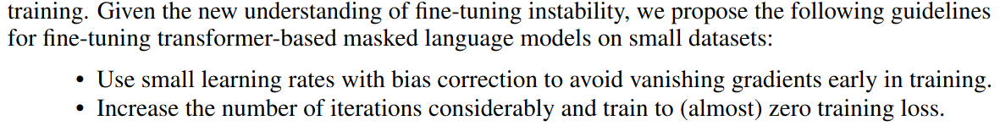 training. Given the new understanding of fine-tuning instability, we propose the following guidelines
for fine-tuning transformer-based masked language models on small datasets:
• Use small learning rates with bias correction to avoid vanishing gradients early in training.
• Increase the number of iterations considerably and train to (almost) zero training loss.